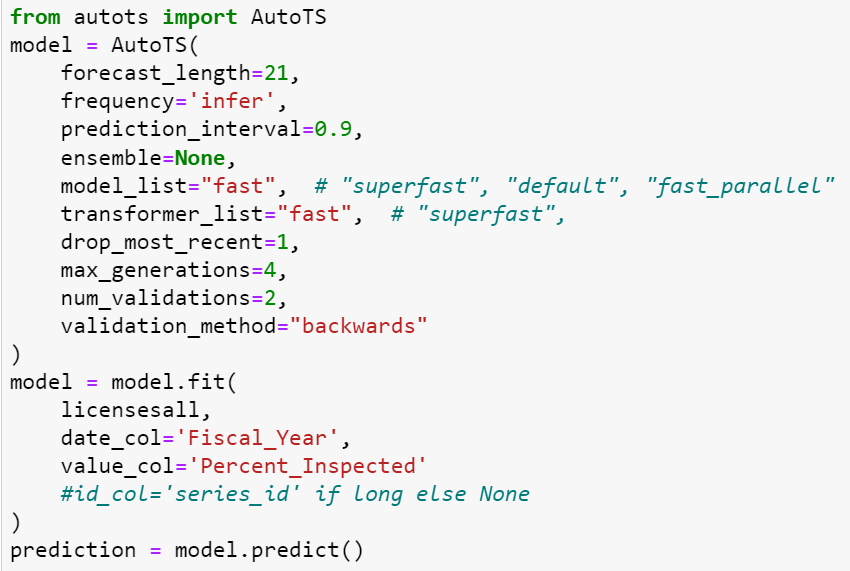 from autots import AutoTS
model = AutoTS(
    forecast_length=21,
    frequency='infer',
    prediction_interval=0.9,
    ensemble=None,
    model_list="fast",  # "superfast", "default", "fast_parallel"
    transformer_list="fast",  # "superfast",
    drop_most_recent=1,
    max_generations=4,
    num_validations=2,
    validation_method="backwards"
)
model = model.fit(
    licensesall,
    date_col='Fiscal_Year',
    value_col='Percent_Inspected'
    #id_col='series_id' if long else None
)
prediction = model.predict()